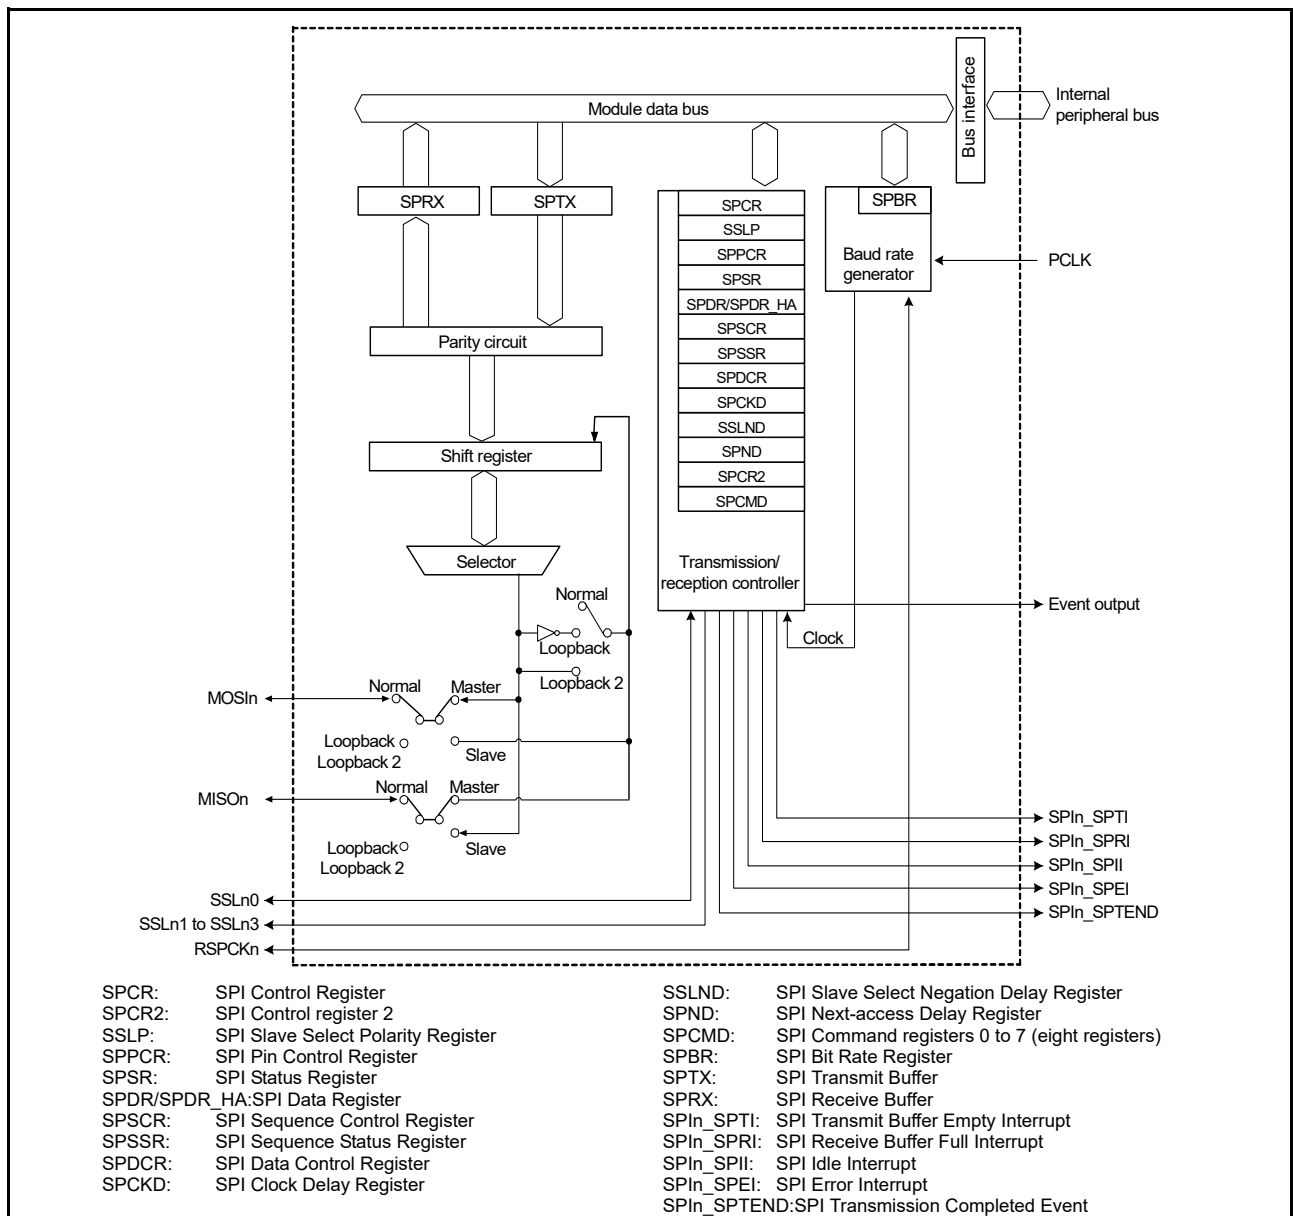 Bus interface
Internal
peripheral bus
Module data bus
SPRX
SPTX
SPCR
SSLP
SPPCR
SPSR
SPDR/SPDR_HA
SPSCR
SPSSR
SPDCR
SPCKD
SSLND
SPND
SPCR2
SPCMD
Transmission/
reception controller
SPBR
Baud rate
generator
PCLK
Parity circuit
Shift register
Selector
Normal
Loopback
Loopback 2
Event output
Clock
MOSIn
Normal
Master
Loopback
Loopback 2
Slave
MISOn
Normal
Master
Loopback
Loopback 2
Slave
SPIn_SPTI
SPIn_SPRI
SPIn_SPII
SPIn_SPEI
SPIn_SPTEND
SSLn0
SSLn1 to SSLn3
RSPCKn
SPCR: SPI Control Register
SPCR2: SPI Control register 2
SSLP: SPI Slave Select Polarity Register
SPPCR: SPI Pin Control Register
SPSR: SPI Status Register
SPDR/SPDR_HA:SPI Data Register
SPSCR: SPI Sequence Control Register
SPSSR: SPI Sequence Status Register
SPDCR: SPI Data Control Register
SPCKD: SPI Clock Delay Register
SSLND: SPI Slave Select Negation Delay Register
SPND: SPI Next-access Delay Register
SPCMD: SPI Command registers 0 to 7 (eight registers)
SPBR: SPI Bit Rate Register
SPTX: SPI Transmit Buffer
SPRX: SPI Receive Buffer
SPIn_SPTI: SPI Transmit Buffer Empty Interrupt
SPIn_SPRI: SPI Receive Buffer Full Interrupt
SPIn_SPII: SPI Idle Interrupt
SPIn_SPEI: SPI Error Interrupt
SPIn_SPTEND:SPI Transmission Completed Event